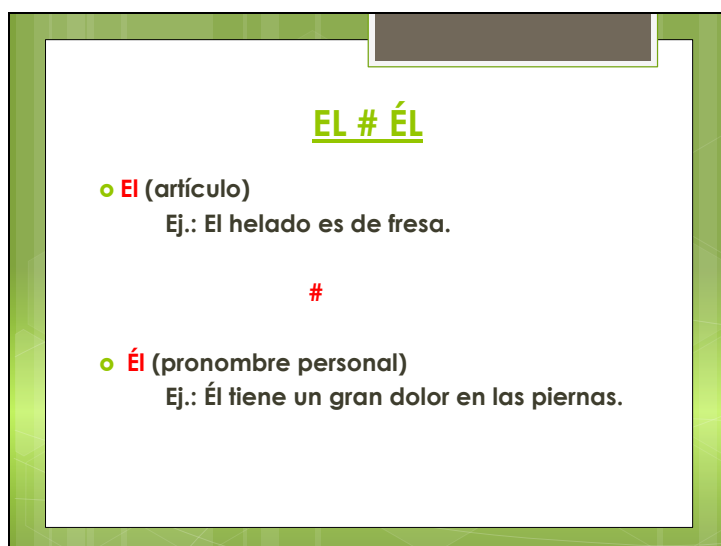 EL # ÉL
El (artículo)
Ej.: El helado es de fresa.
#
Él (pronombre personal)
Ej.: Él tiene un gran dolor en las piernas.